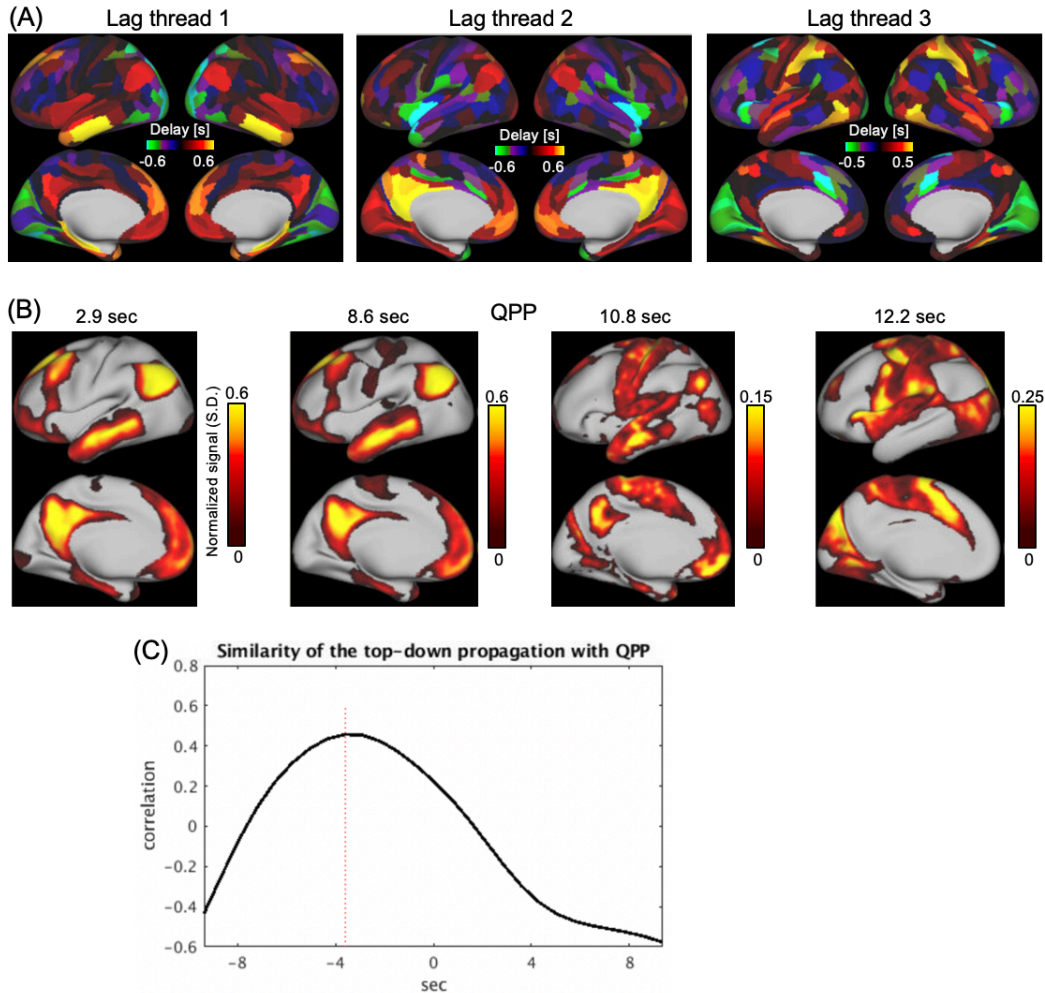 (A)
Lag thread 1
Lag thread 2
Lag thread 3
Delay [s]
-0.6 0.6
Delay [s]
-0.6 0.6
Delay [s]
-0.5 0.5
(B)
QPP
2.9 sec
8.6 sec
10.8 sec
12.2 sec
Normalized signal (S.D.)
0.6
0
0.6
0
0.15
0
0.25
0
(C)
Similarity of the top-down propagation with QPP
correlation
0.8
0.6
0.4
0.2
0
-0.2
-0.4
-0.6
-8 -4 0 4 8
sec